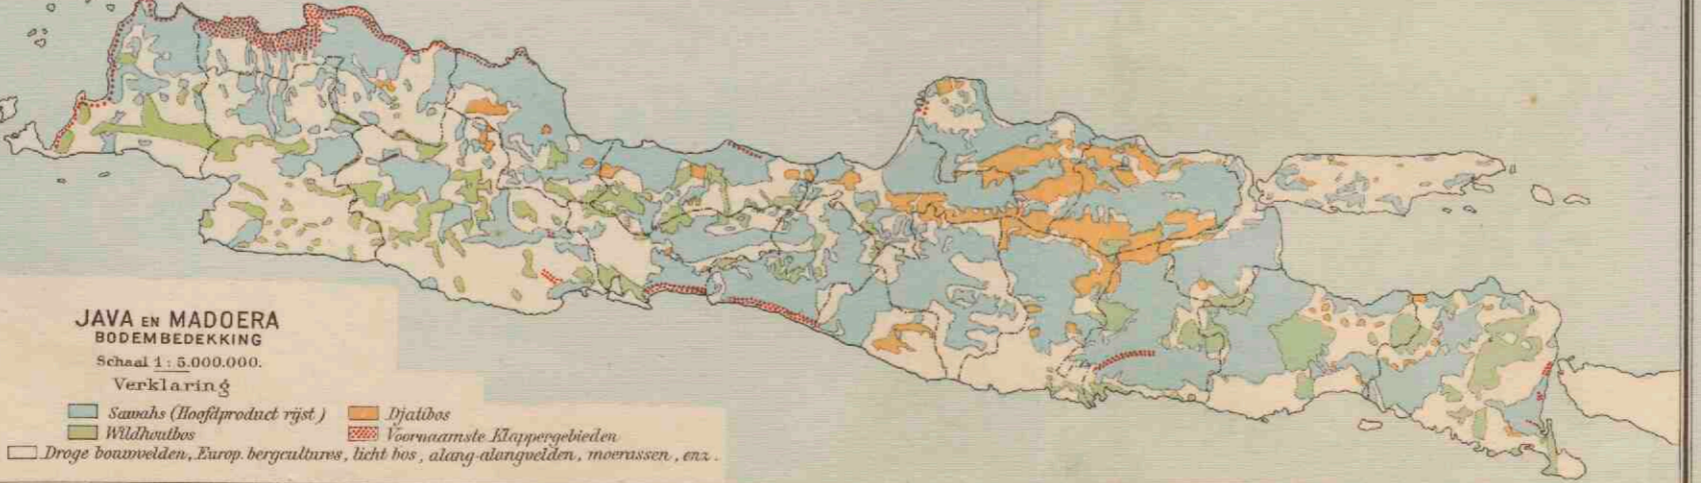 JAVA EN MADOERA
BODEMBEDEKKING
Schaal 1:5.000.000.
Verklaring
Sawahs (Hoofdproduct rijst)
Djatibos
Wildhoutbos
Voornaamste Klappergebieden
Droge bouwvelden, Europ. bergcultures, licht bos, alang-alangvelden, moerassen, enz.